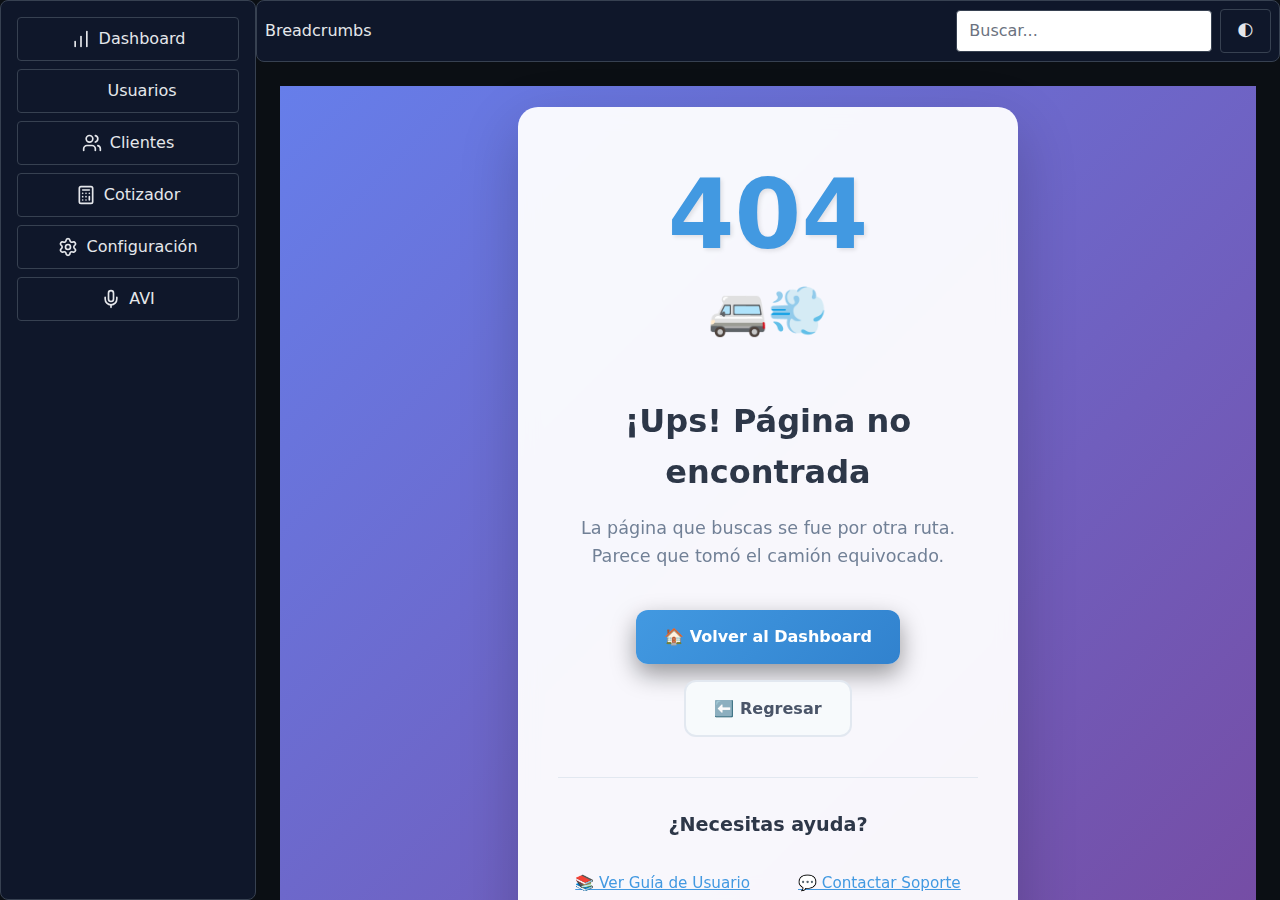 Dashboard
Usuarios
Clientes
Cotizador
Configuración
AVI
Breadcrumbs
Buscar...
404
¡Ups! Página no
encontrada
La página que buscas se fue por otra ruta.
Parece que tomó el camión equivocado.
🏠 Volver al Dashboard
⬅️ Regresar
¿Necesitas ayuda?
📚 Ver Guía de Usuario
💬 Contactar Soporte